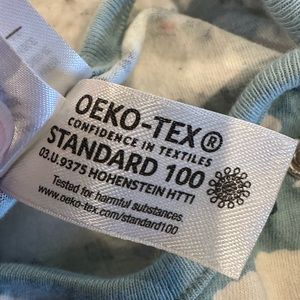 OEKO-TEX®
CONFIDENCE IN TEXTILES
STANDARD 100
03.U.9375 HOHENSTEIN HTTI
Tested for harmful substances.
www.oeko-tex.com/standard100